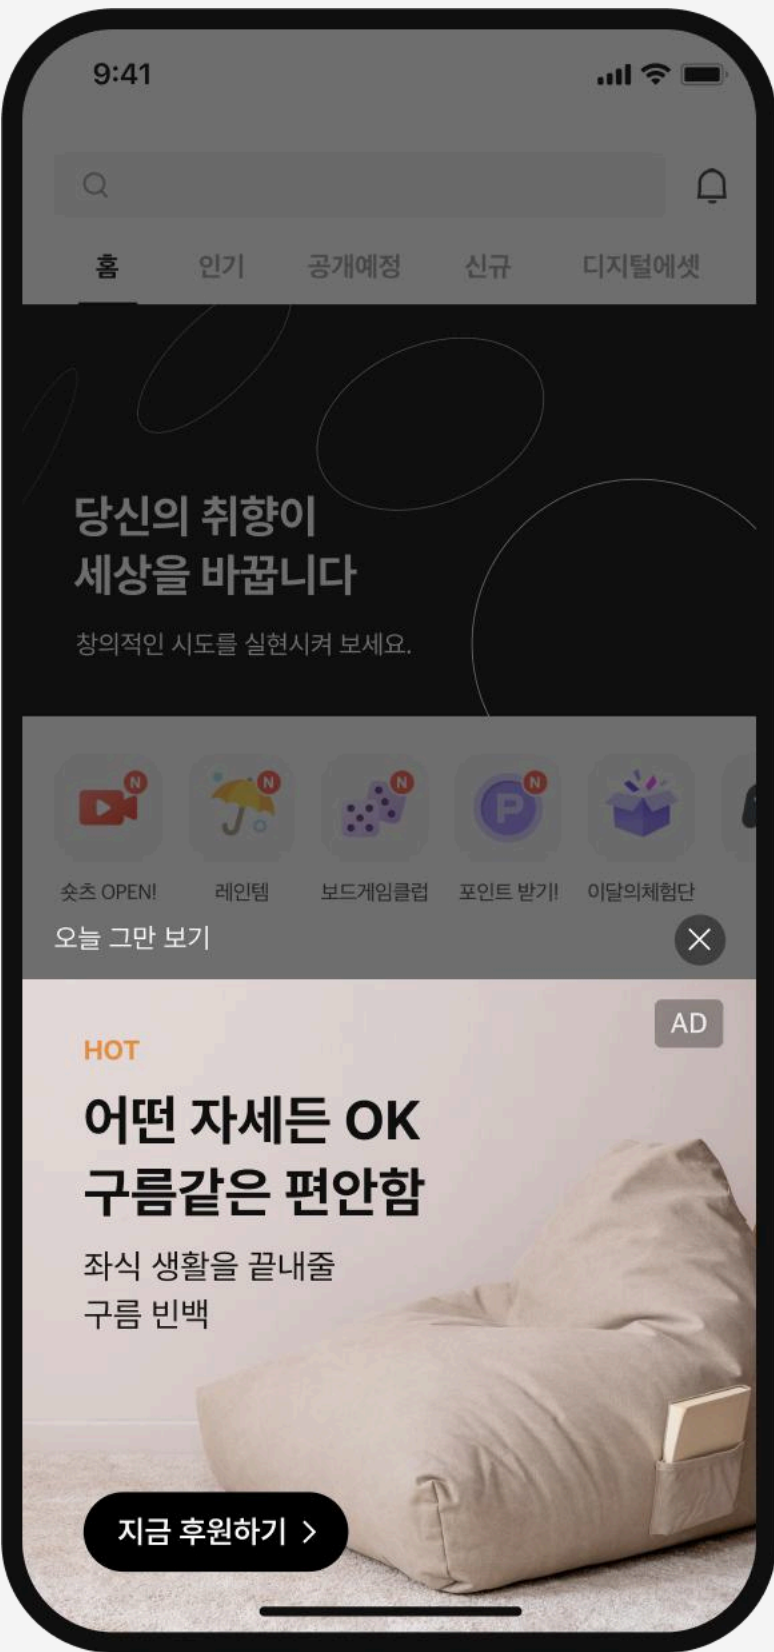 9:41
홈 인기 공개예정 신규 디지털에셋
당신의 취향이
세상을 바꿉니다
창의적인 시도를 실현시켜 보세요.
N N N N
P
숏츠 OPEN! 레인템 보드게임클럽 포인트 받기! 이달의체험단
오늘 그만 보기
AD
HOT
어떤 자세든 OK
구름같은 편안함
좌식 생활을 끝내줄
구름 빈백
지금 후원하기